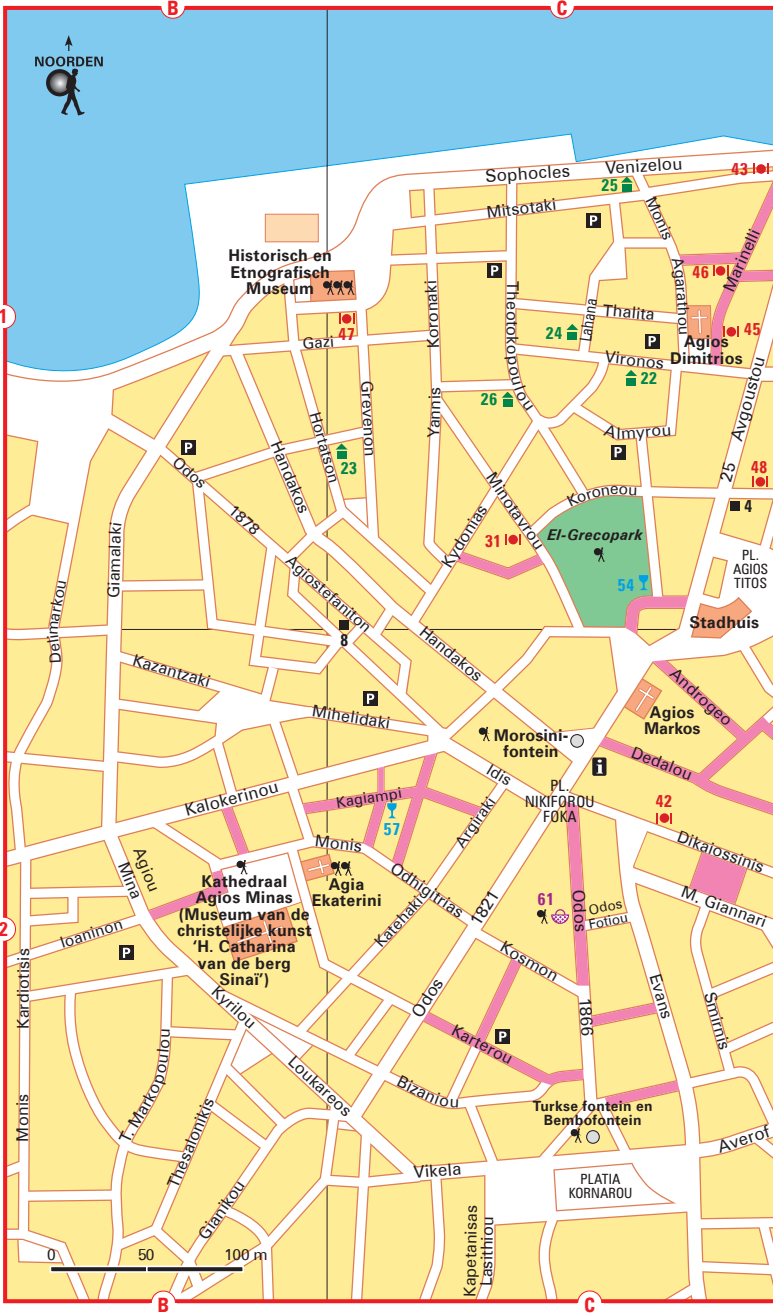 B
C
NOORDEN
Sophocles Venizelou
43
25
Mitsotaki
P
Monis Agarathou
Marinelli
Historisch en
Etnografisch
Museum
P
46
1
47
Gazi
Koronaki
Theotokopoulou
Lahana
Thalita
24
P
45
Agios
Dimitrios
Vironos
22
26
Grevenon
Yannis
Almyrou
P
25 Avgoustou
Hortatson
23
P
Handakos
Odos 1878
Minotavrou
Koroneou
48
4
Kydonias
31
El-Grecopark
54
PL.
AGIOS
TITOS
Giamalaki
Delimarkou
Agiostefaniton
8
Stadhuis
Handakos
Kazantzaki
P
Mihelidaki
Androgeo
Agios
Markos
Morosini-
fontein
Dedalou
i
Idis
PL.
NIKIFOROU
FOKA
Kalokerinou
Kagiampi
57
Argiraki
42
Dikaiossinis
Monis
Odhigitrias
Agiou
Mina
Agia
Ekaterini
Kathedraal
Agios Minas
(Museum van de
christelijke kunst
‘H. Catharina
van de berg
Sinaï’)
M. Giannari
61
Odos
Odos
Fotiou
Katehaki
1821
2
Ioaninon
P
Kosmon
Kardiotisis
Odos
Evans
Smirnis
1866
Kyrilou
Karterou
P
Loukareos
Bizaniou
T. Markopoulou
Monis
Thesalonikis
Turkse fontein en
Bembofontein
Averof
Vikela
PLATIA
KORNAROU
Gianikou
Kapetanisas
Lasithiou
0 50 100 m
B
C